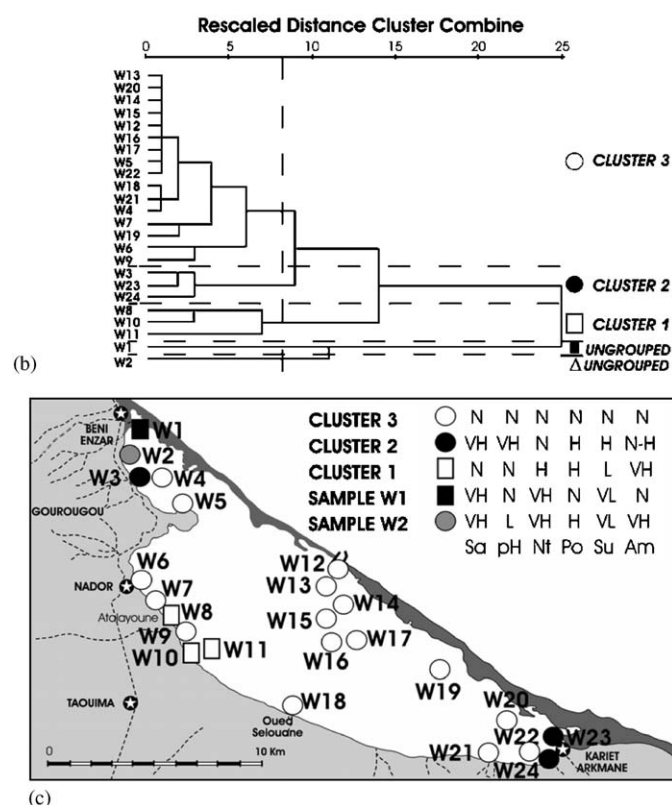 Rescaled Distance Cluster Combine
0 5 10 15 20 25
W13
W20
W14
W15
W12
W16
W17
W5
W22
W18
W21
W4
W7
W19
W6
W9
W3
W23
W24
W8
W10
W11
W1
W2
CLUSTER 3
CLUSTER 2
CLUSTER 1
UNGROUPED
UNGROUPED
(b)
CLUSTER 3 N N N N N N
CLUSTER 2 VH VH N H H N-H
CLUSTER 1 N N H H L VH
SAMPLE W1 VH N VH N VL N
SAMPLE W2 VH L VH H VL VH
Sa pH Nt Po Su Am
BENI
ENZAR
W1
W2
W3
W4
W5
GOUROUGOU
W6
NADOR
W7
Atalayoune
W8
W9
W10
W11
W12
W13
W14
W15
W16
W17
TAOUIMA
W18
Oued
Selouane
W19
W20
W21
W22
W23
W24
KARIET
ARKMANE
0 10 Km
(c)